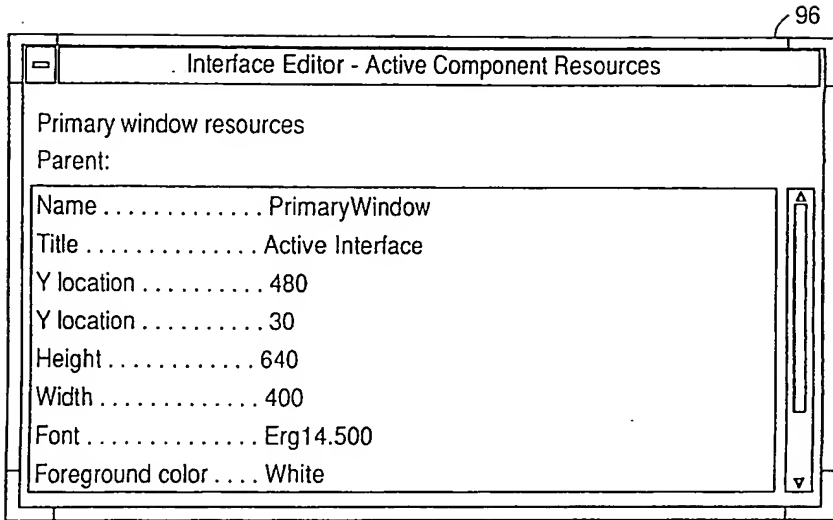 96
Interface Editor - Active Component Resources
Primary window resources
Parent:
Name . . . . . . . . . . . . . PrimaryWindow
Title . . . . . . . . . . . . . . Active Interface
Y location . . . . . . . . . . 480
Y location . . . . . . . . . . 30
Height . . . . . . . . . . . . 640
Width . . . . . . . . . . . . . 400
Font . . . . . . . . . . . . . . Erg14.500
Foreground color . . . . White